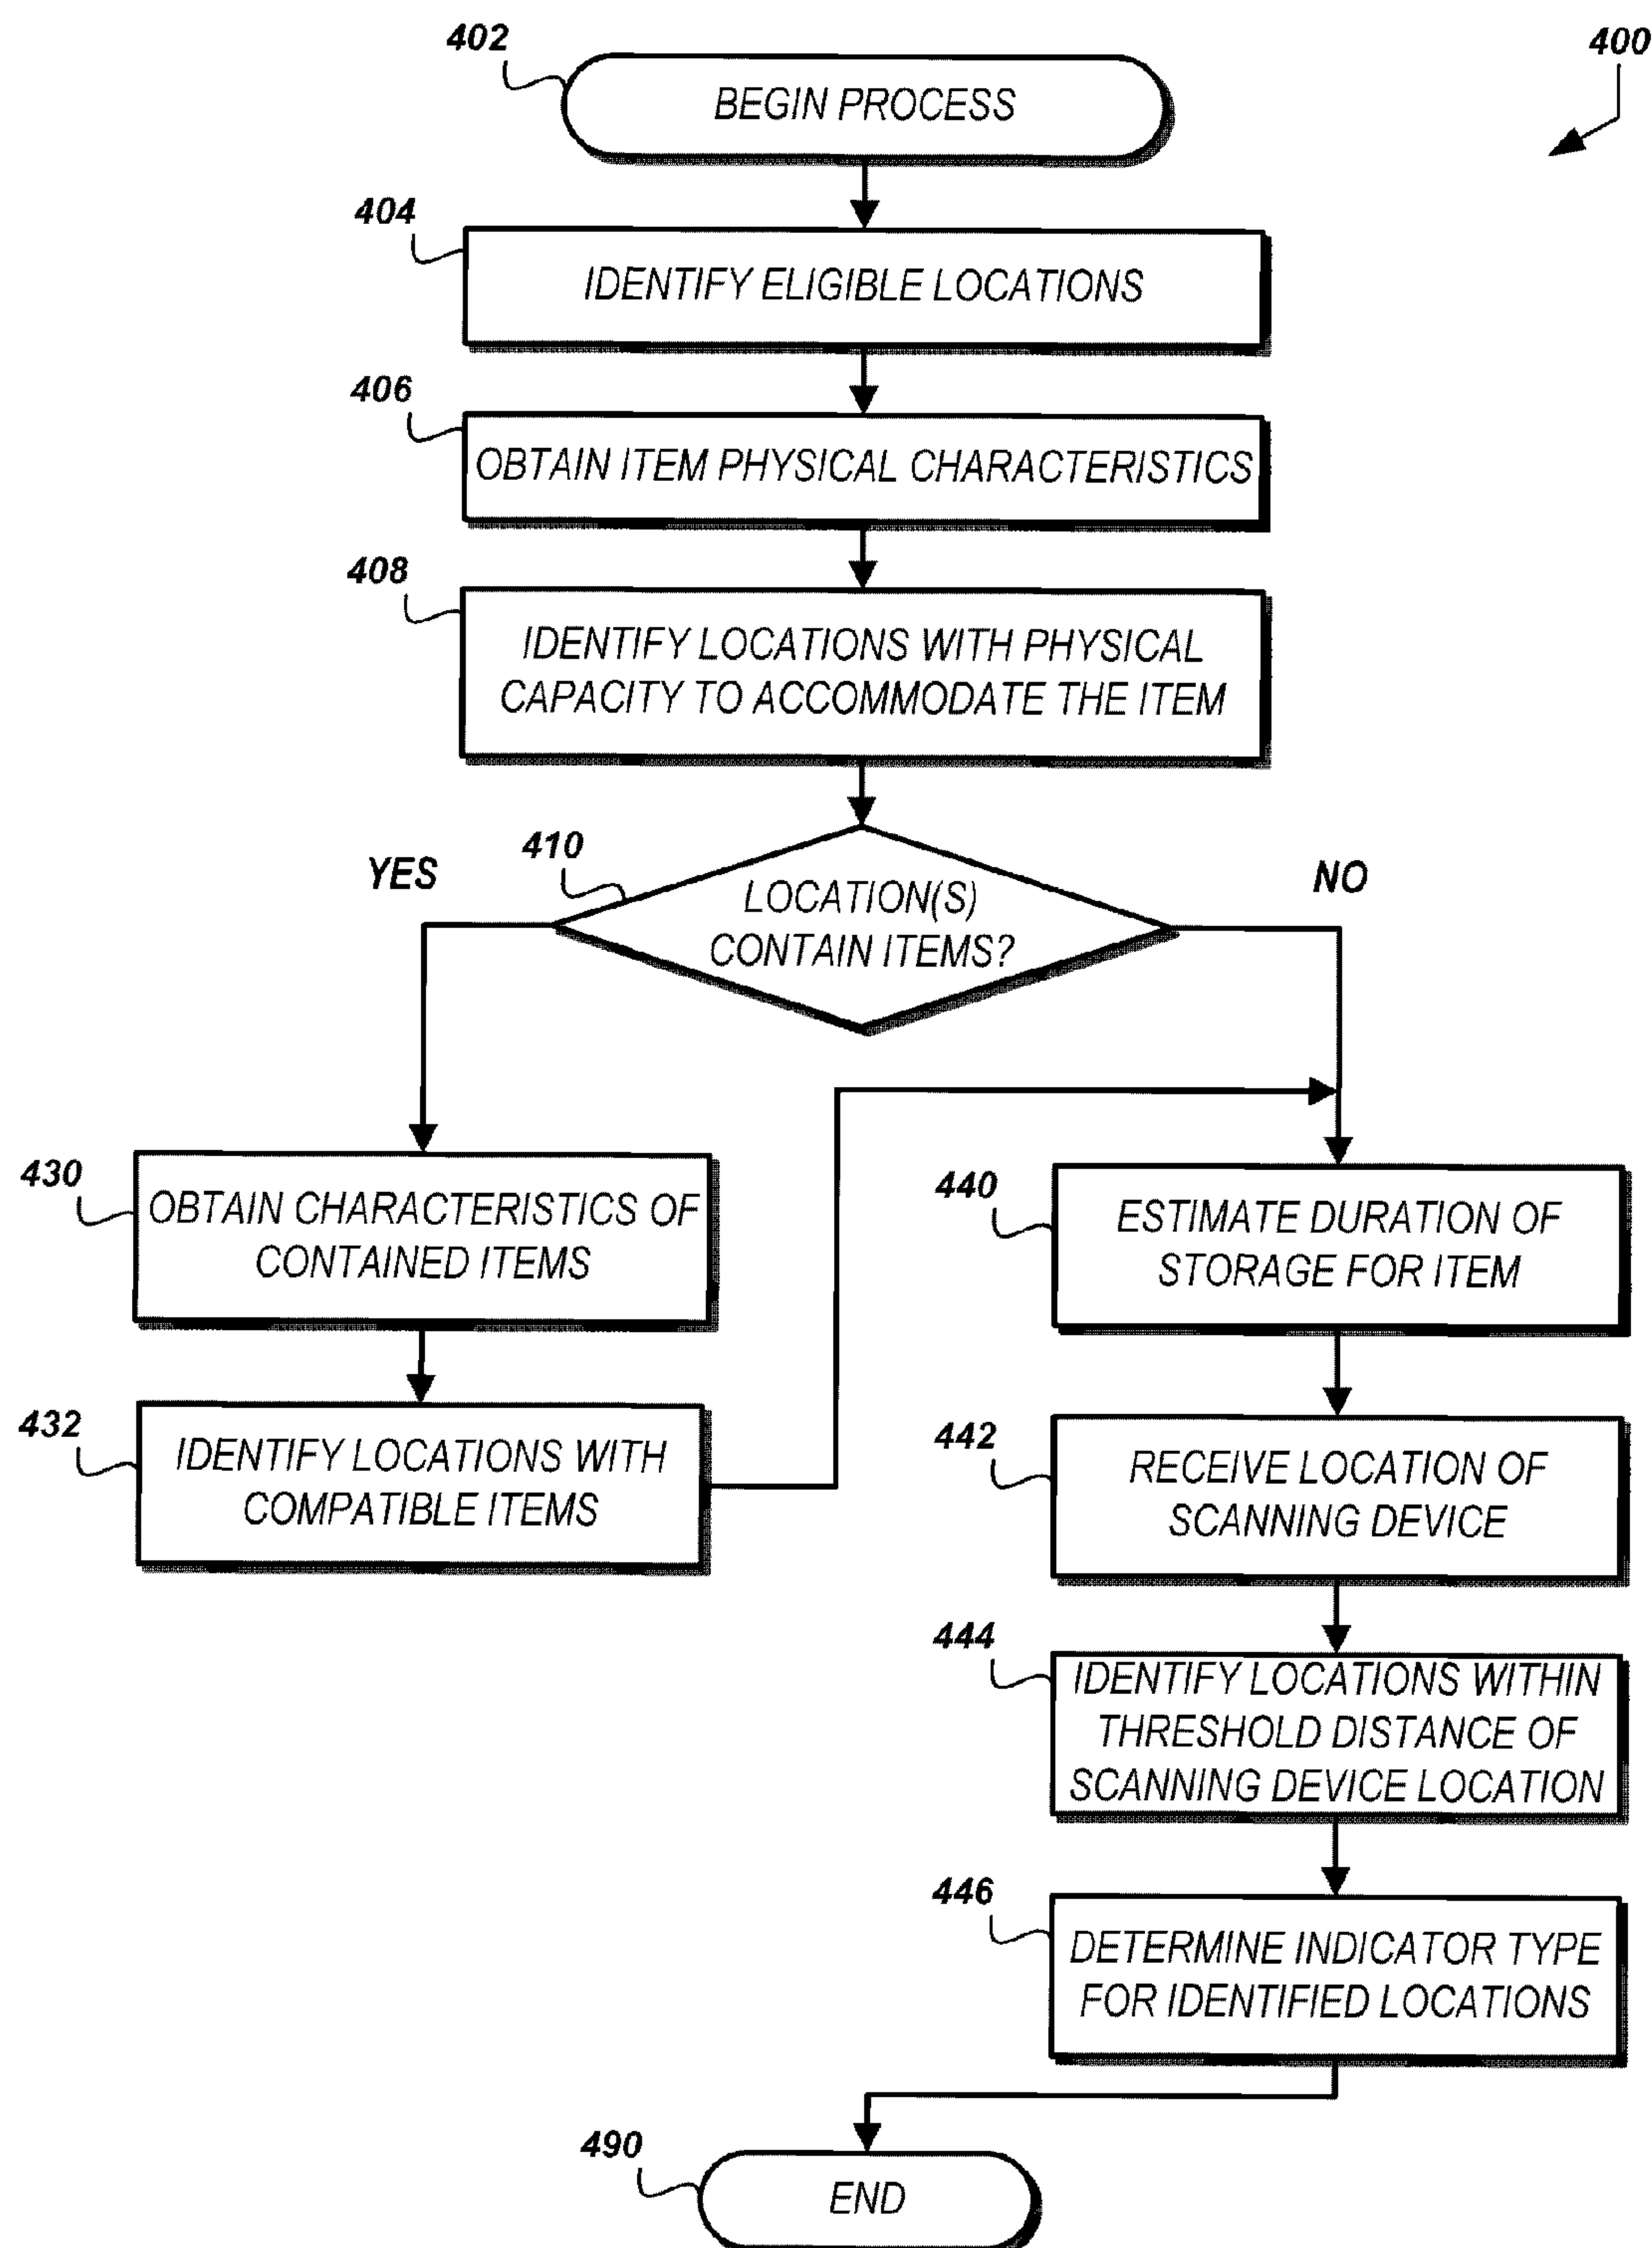 402
400
BEGIN PROCESS
404
IDENTIFY ELIGIBLE LOCATIONS
406
OBTAIN ITEM PHYSICAL CHARACTERISTICS
408
IDENTIFY LOCATIONS WITH PHYSICAL
CAPACITY TO ACCOMMODATE THE ITEM
410
YES
NO
LOCATION(S)
CONTAIN ITEMS?
430
OBTAIN CHARACTERISTICS OF
CONTAINED ITEMS
432
IDENTIFY LOCATIONS WITH
COMPATIBLE ITEMS
440
ESTIMATE DURATION OF
STORAGE FOR ITEM
442
RECEIVE LOCATION OF
SCANNING DEVICE
444
IDENTIFY LOCATIONS WITHIN
THRESHOLD DISTANCE OF
SCANNING DEVICE LOCATION
446
DETERMINE INDICATOR TYPE
FOR IDENTIFIED LOCATIONS
490
END